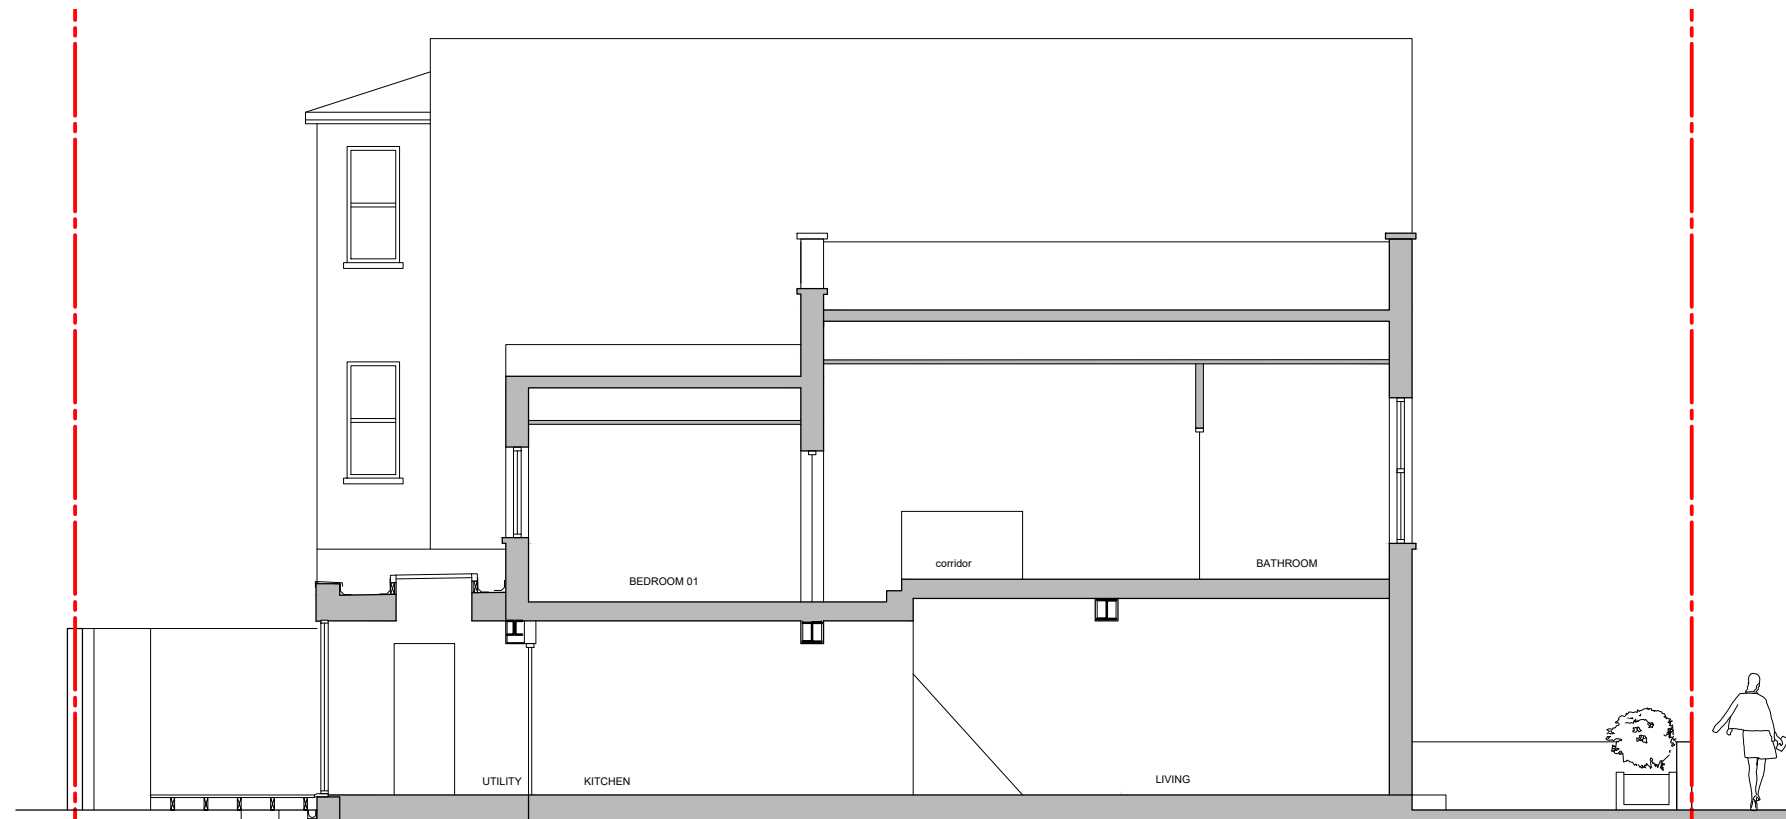 corridor
BATHROOM
BEDROOM 01
UTILITY
KITCHEN
LIVING